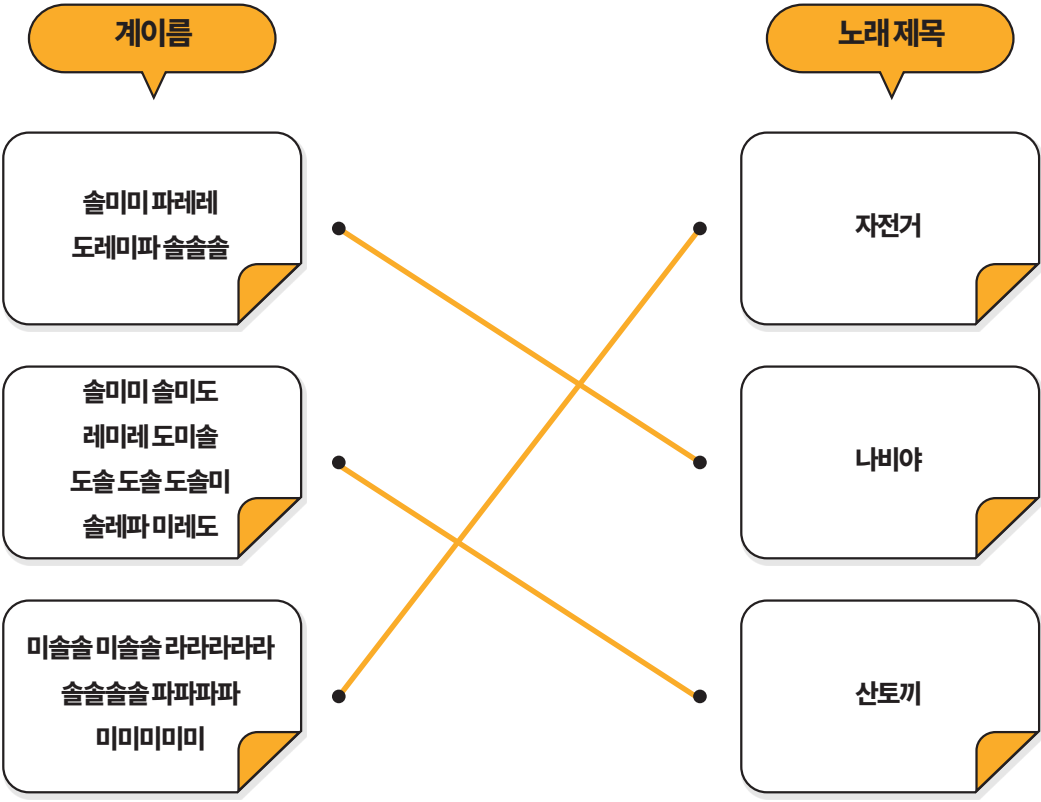 계이름
노래 제목
솔미미 파레레
도레미파 솔솔솔
자전거
솔미미 솔미도
레미레 도미솔
도솔 도솔 도솔미
솔레파 미레도
나비야
미솔솔 미솔솔 라라라라라
솔솔솔솔 파파파파
미미미미미
산토끼